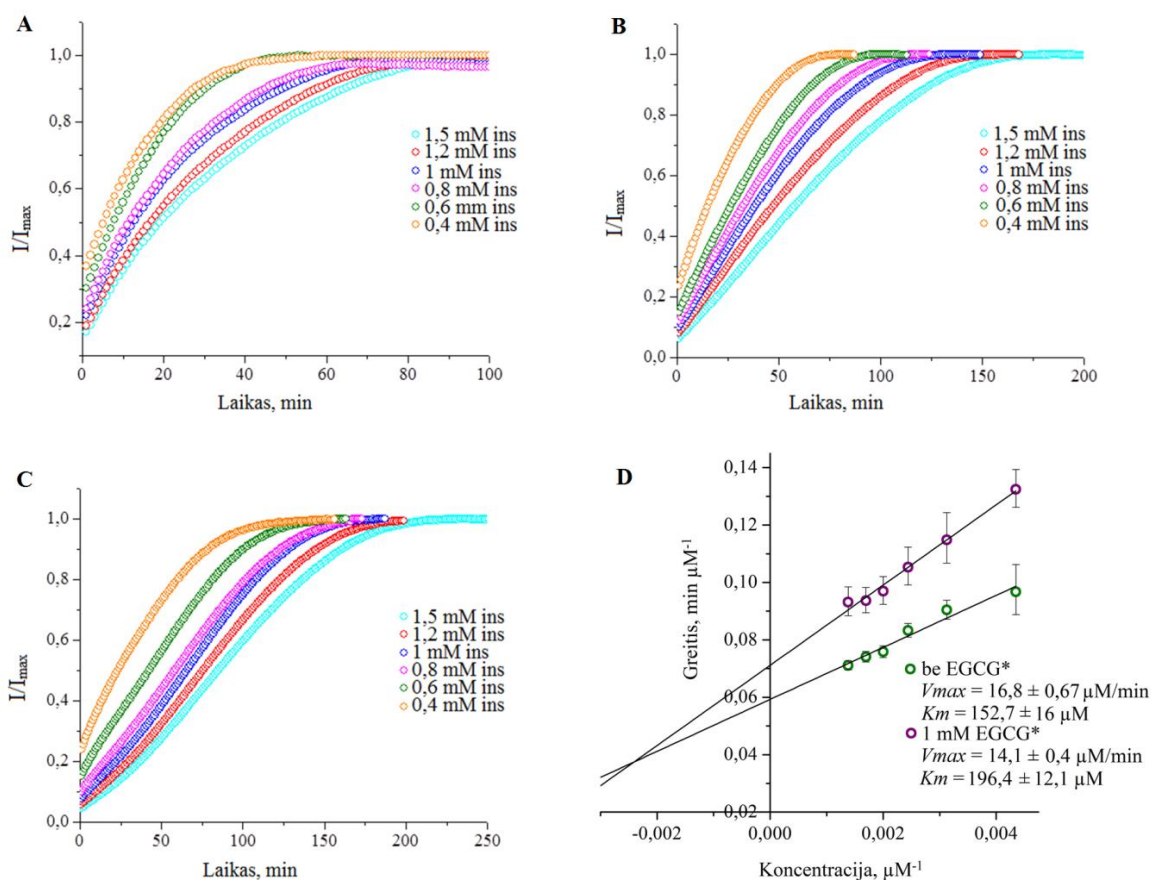 A
I/Imax
1,0
0,8
0,6
0,4
0,2
0
20
40
60
80
100
Laikas, min
1,5 mM ins
1,2 mM ins
1 mM ins
0,8 mM ins
0,6 mm ins
0,4 mM ins
B
I/Imax
1,0
0,8
0,6
0,4
0,2
0,0
0
50
100
150
200
Laikas, min
1,5 mM ins
1,2 mM ins
1 mM ins
0,8 mM ins
0,6 mM ins
0,4 mM ins
C
I/Imax
1,0
0,8
0,6
0,4
0,2
0,0
0
50
100
150
200
250
Laikas, min
1,5 mM ins
1,2 mM ins
1 mM ins
0,8 mM ins
0,6 mM ins
0,4 mM ins
D
Greitis, min µM⁻¹
0,14
0,12
0,10
0,08
0,06
0,04
0,02
-0,002
0,000
0,002
0,004
Koncentracija, µM⁻¹
be EGCG*
Vmax = 16,8 ± 0,67 µM/min
Km = 152,7 ± 16 µM
1 mM EGCG*
Vmax = 14,1 ± 0,4 µM/min
Km = 196,4 ± 12,1 µM